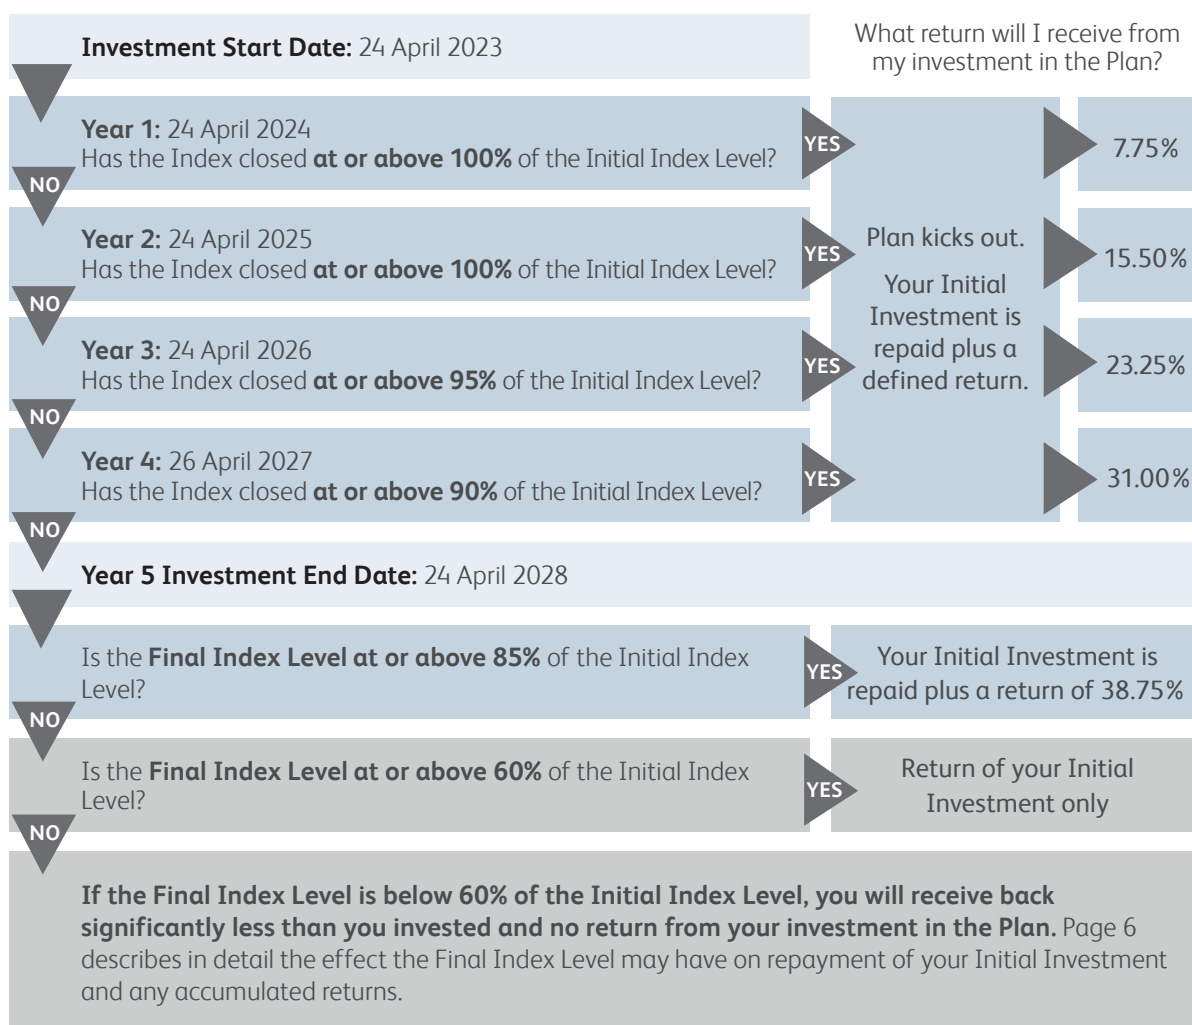 Investment Start Date: 24 April 2023
What return will I receive from
my investment in the Plan?
Year 1: 24 April 2024
Has the Index closed at or above 100% of the Initial Index Level?
YES
7.75%
NO
Year 2: 24 April 2025
Has the Index closed at or above 100% of the Initial Index Level?
YES
Plan kicks out.
Your Initial
Investment is
repaid plus a
defined return.
15.50%
NO
Year 3: 24 April 2026
Has the Index closed at or above 95% of the Initial Index Level?
YES
23.25%
NO
Year 4: 26 April 2027
Has the Index closed at or above 90% of the Initial Index Level?
YES
31.00%
NO
Year 5 Investment End Date: 24 April 2028
Is the Final Index Level at or above 85% of the Initial Index
Level?
YES
Your Initial Investment is
repaid plus a return of 38.75%
NO
Is the Final Index Level at or above 60% of the Initial Index
Level?
YES
Return of your Initial
Investment only
NO
If the Final Index Level is below 60% of the Initial Index Level, you will receive back
significantly less than you invested and no return from your investment in the Plan. Page 6
describes in detail the effect the Final Index Level may have on repayment of your Initial Investment
and any accumulated returns.